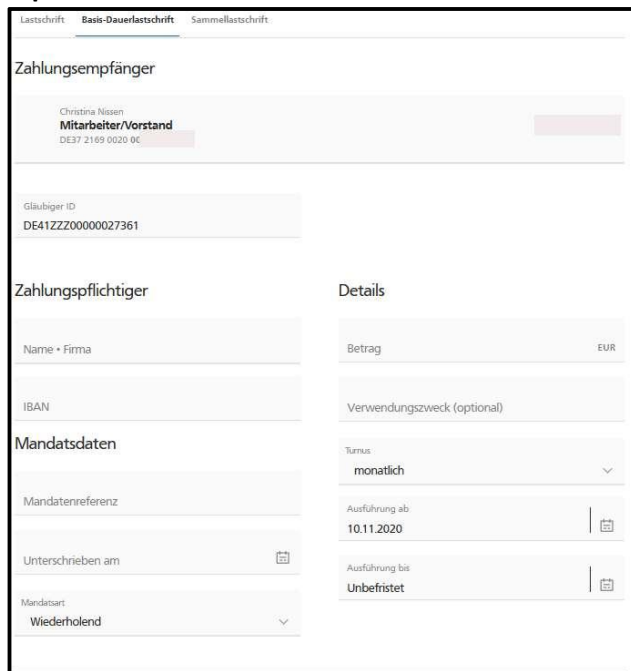 Lastschrift Basis-Dauerlastschrift Sammellastschrift
Zahlungsempfänger
Christina Nissen
Mitarbeiter/Vorstand
DE37 2169 0020 00
Gläubiger ID
DE41ZZZ00000027361
Zahlungspflichtiger
Name • Firma
IBAN
Mandatsdaten
Mandatenreferenz
Unterschrieben am
Mandatsart
Wiederholend
Details
Betrag EUR
Verwendungszweck (optional)
Turnus
monatlich
Ausführung ab
10.11.2020
Ausführung bis
Unbefristet